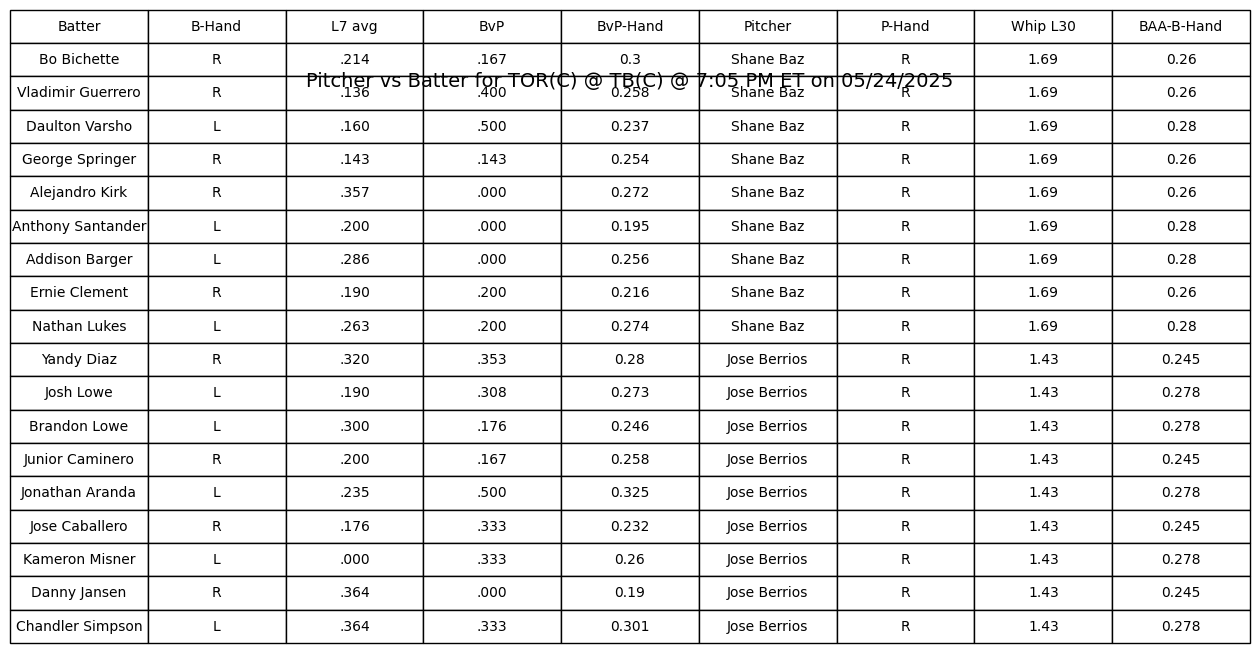 Batter B-Hand L7 avg BvP BvP-Hand Pitcher P-Hand Whip L30 BAA-B-Hand
Bo Bichette R .214 .167 0.3 Shane Baz R 1.69 0.26
Pitcher vs Batter for TOR(C) @ TB(C) @ 7:05 PM ET on 05/24/2025
Vladimir Guerrero R .136 .400 0.258 Shane Baz R 1.69 0.26
Daulton Varsho L .160 .500 0.237 Shane Baz R 1.69 0.28
George Springer R .143 .143 0.254 Shane Baz R 1.69 0.26
Alejandro Kirk R .357 .000 0.272 Shane Baz R 1.69 0.26
Anthony Santander L .200 .000 0.195 Shane Baz R 1.69 0.28
Addison Barger L .286 .000 0.256 Shane Baz R 1.69 0.28
Ernie Clement R .190 .200 0.216 Shane Baz R 1.69 0.26
Nathan Lukes L .263 .200 0.274 Shane Baz R 1.69 0.28
Yandy Diaz R .320 .353 0.28 Jose Berrios R 1.43 0.245
Josh Lowe L .190 .308 0.273 Jose Berrios R 1.43 0.278
Brandon Lowe L .300 .176 0.246 Jose Berrios R 1.43 0.278
Junior Caminero R .200 .167 0.258 Jose Berrios R 1.43 0.245
Jonathan Aranda L .235 .500 0.325 Jose Berrios R 1.43 0.278
Jose Caballero R .176 .333 0.232 Jose Berrios R 1.43 0.245
Kameron Misner L .000 .333 0.26 Jose Berrios R 1.43 0.278
Danny Jansen R .364 .000 0.19 Jose Berrios R 1.43 0.245
Chandler Simpson L .364 .333 0.301 Jose Berrios R 1.43 0.278